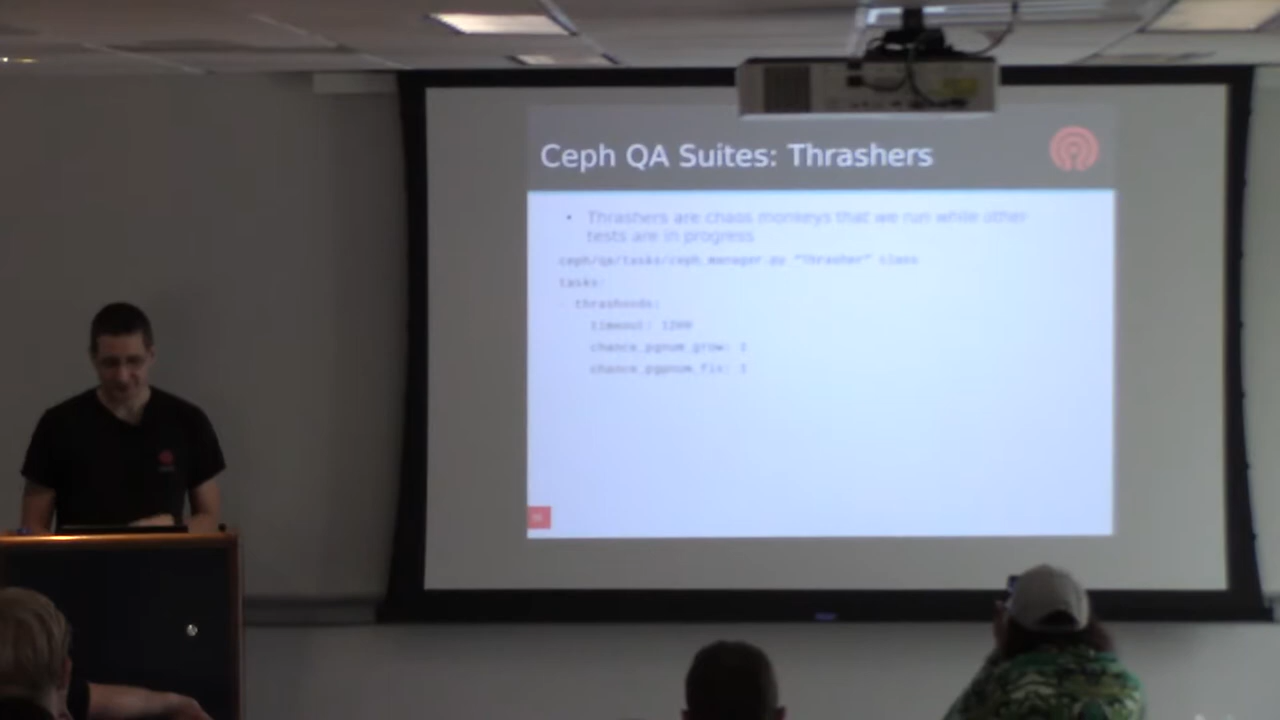 Ceph QA Suites: Thrashers
• Thrashers are chaos monkeys that we run while other
tests are in progress
ceph/qa/tasks/ceph_manager.py "Thrasher" class
tasks:
- thrashosds:
timeout: 1200
chance_pgnum_grow: 1
chance_pgpnum_fix: 1